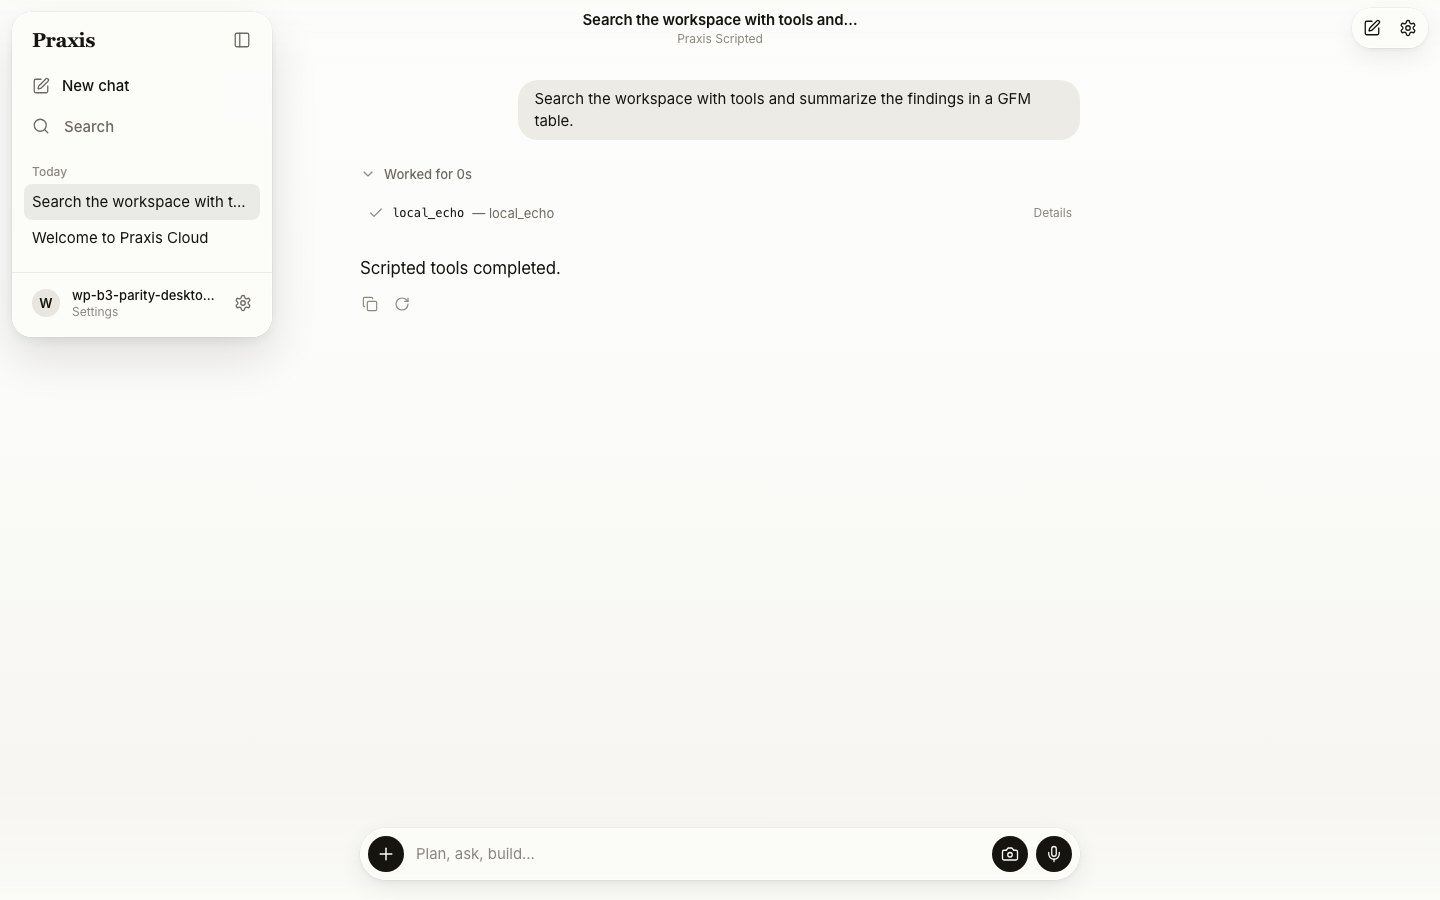 Praxis
New chat
Search
Today
Search the workspace with t...
Welcome to Praxis Cloud
W
wp-b3-parity-deskto...
Settings
Search the workspace with tools and...
Praxis Scripted
Search the workspace with tools and summarize the findings in a GFM
table.
Worked for 0s
local_echo — local_echo
Details
Scripted tools completed.
Plan, ask, build...